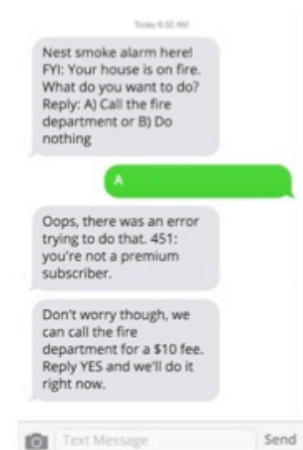 Today 8:02 AM
Nest smoke alarm here!
FYI: Your house is on fire.
What do you want to do?
Reply: A) Call the fire
department or B) Do
nothing
A
Oops, there was an error
trying to do that. 451:
you're not a premium
subscriber.
Don't worry though, we
can call the fire
department for a $10 fee.
Reply YES and we'll do it
right now.
Text Message
Send